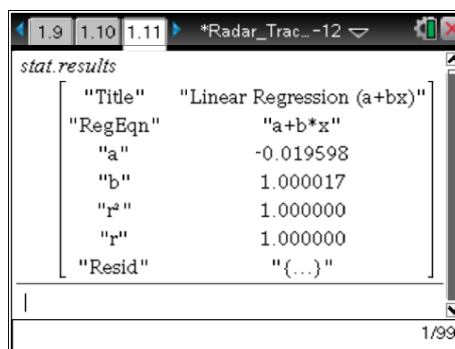 1.9 1.10 1.11 *Radar_Trac...-12
stat.results
"Title" "Linear Regression (a+bx)"
"RegEqn" "a+b*x"
"a" -0.019598
"b" 1.000017
"r²" 1.000000
"r" 1.000000
"Resid" "{...}"
1/99